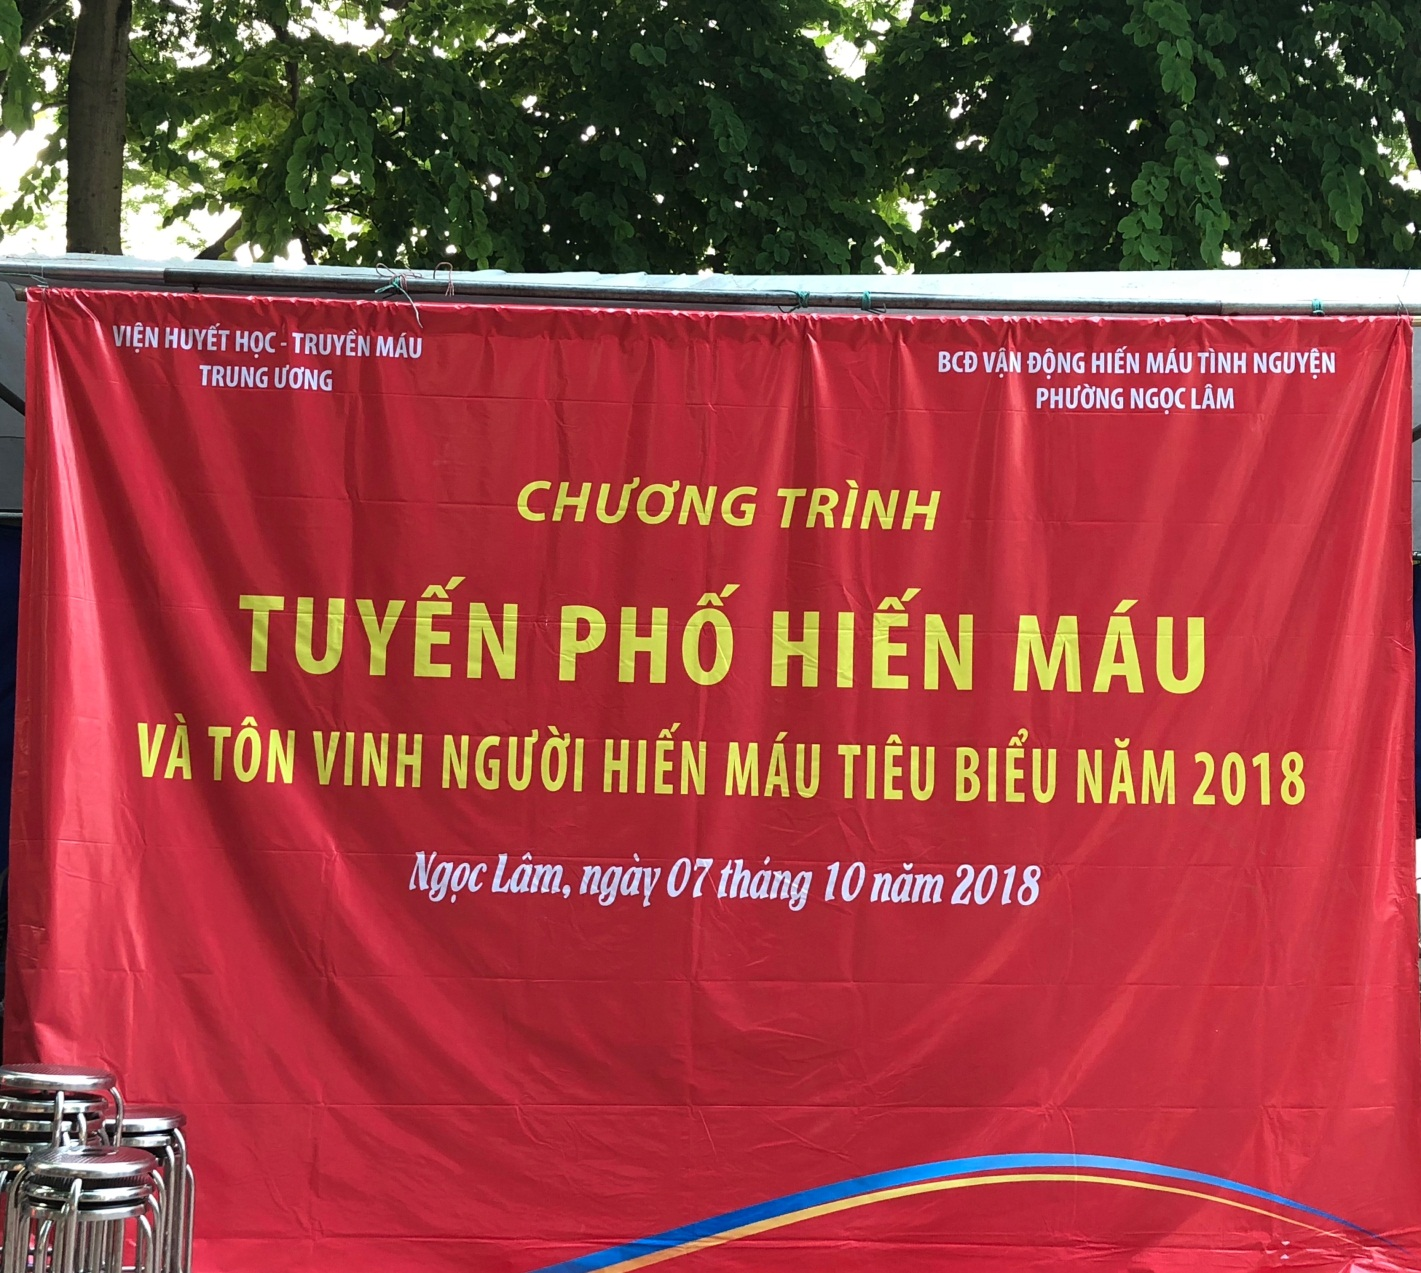 VIỆN HUYẾT HỌC - TRUYỀN MÁU
TRUNG ƯƠNG
BCĐ VẬN ĐỘNG HIẾN MÁU TÌNH NGUYỆN
PHƯỜNG NGỌC LÂM
CHƯƠNG TRÌNH
TUYẾN PHỐ HIẾN MÁU
VÀ TÔN VINH NGƯỜI HIẾN MÁU TIÊU BIỂU NĂM 2018
Ngọc Lâm, ngày 07 tháng 10 năm 2018